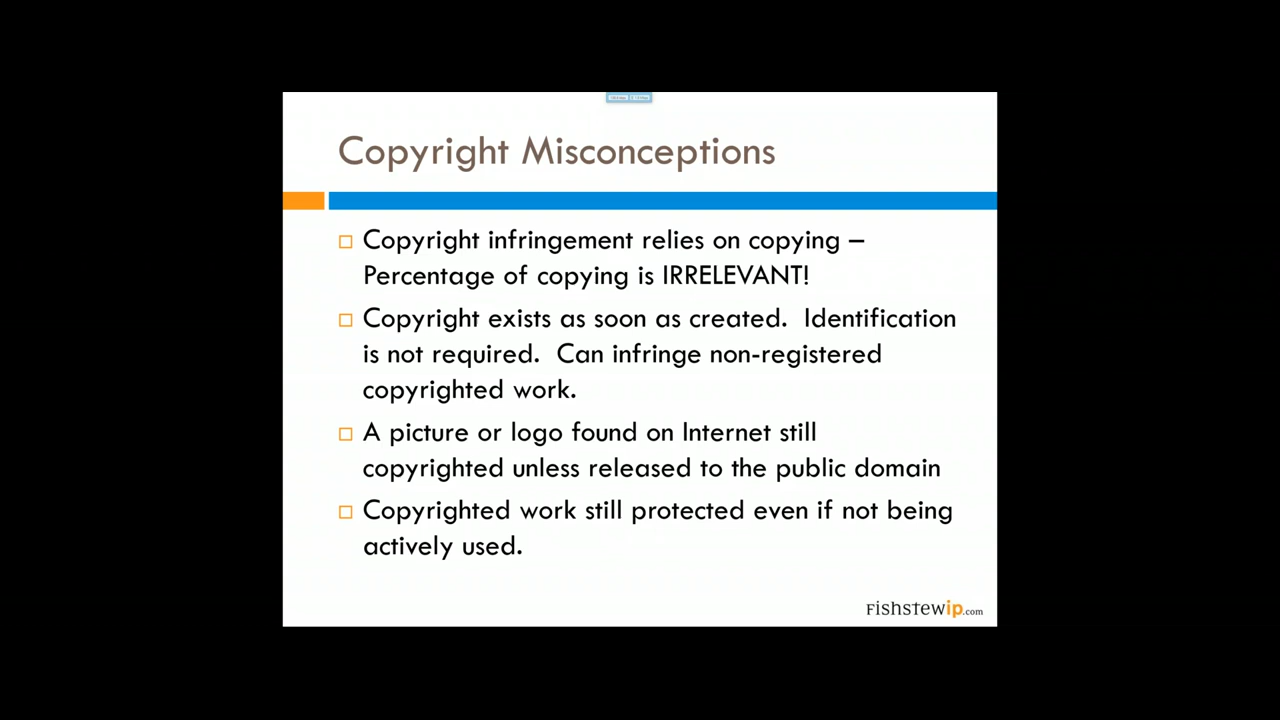 Copyright Misconceptions
Copyright infringement relies on copying –
Percentage of copying is IRRELEVANT!
Copyright exists as soon as created.  Identification
is not required.  Can infringe non-registered
copyrighted work.
A picture or logo found on Internet still
copyrighted unless released to the public domain
Copyrighted work still protected even if not being
actively used.
Fishstewip.com